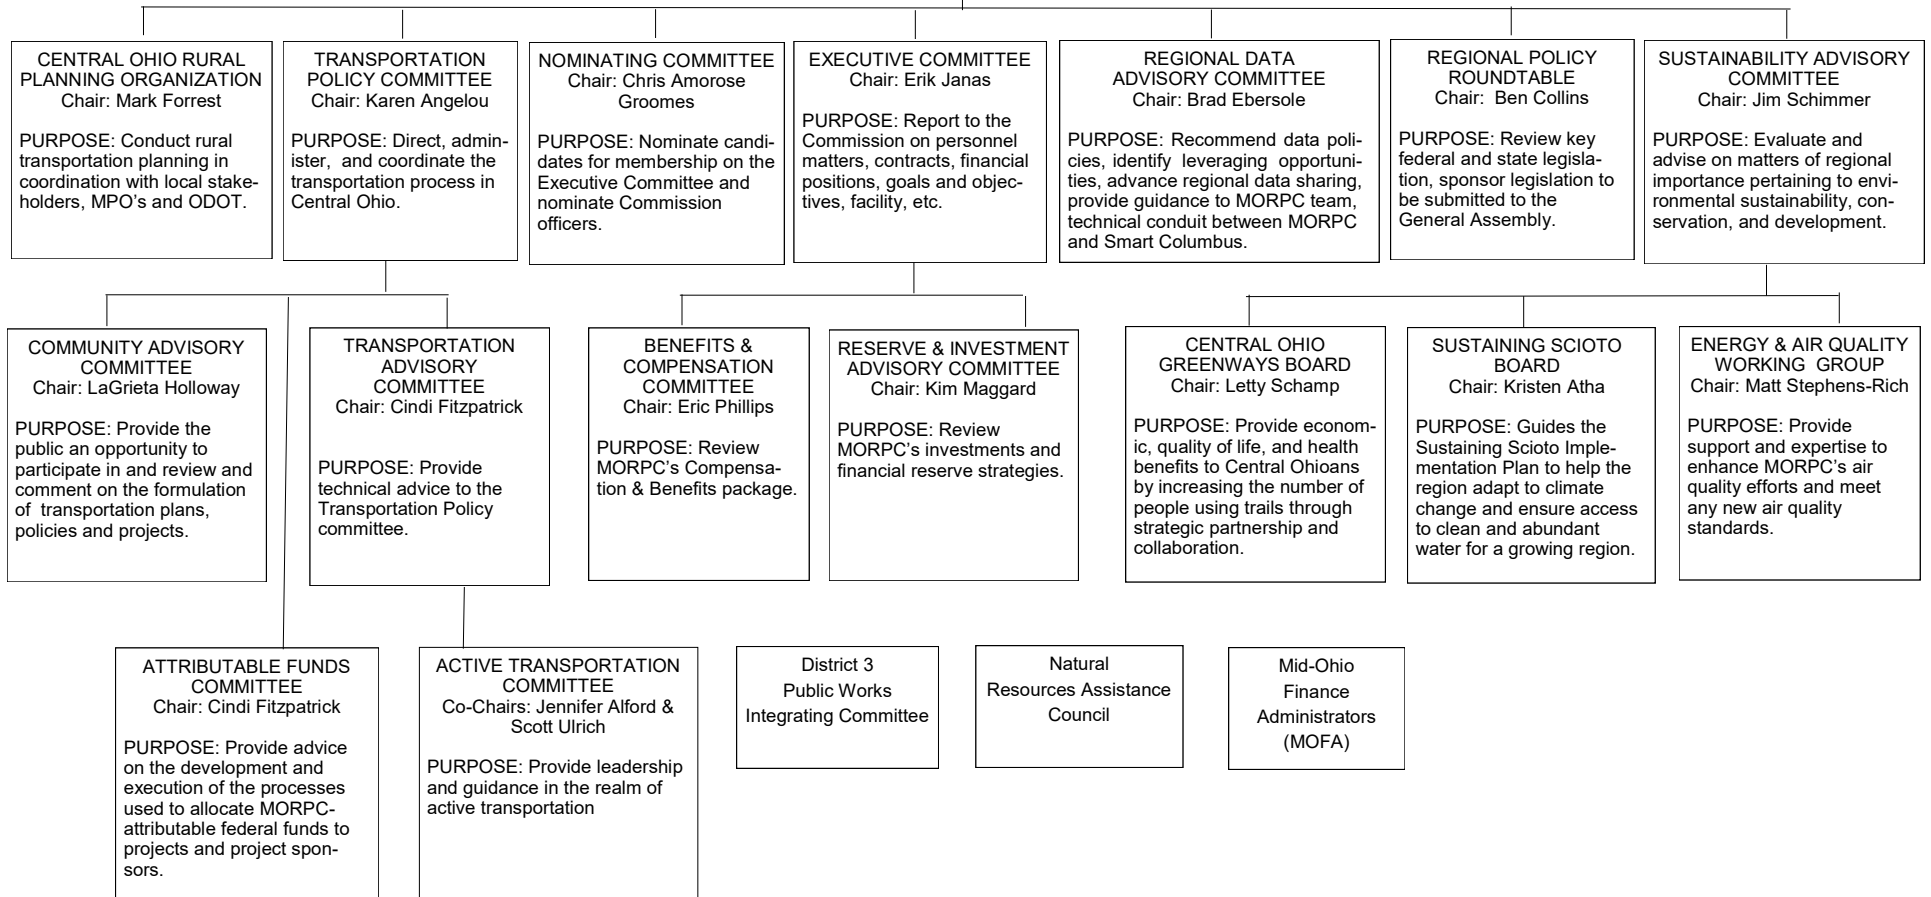 CENTRAL OHIO RURAL
PLANNING ORGANIZATION
Chair: Mark Forrest
PURPOSE: Conduct rural
transportation planning in
coordination with local stake-
holders, MPO’s and ODOT.
TRANSPORTATION
POLICY COMMITTEE
Chair: Karen Angelou
PURPOSE: Direct, admin-
ister, and coordinate the
transportation process in
Central Ohio.
NOMINATING COMMITTEE
Chair: Chris Amorose
Groomes
PURPOSE: Nominate candi-
dates for membership on the
Executive Committee and
nominate Commission
officers.
EXECUTIVE COMMITTEE
Chair: Erik Janas
PURPOSE: Report to the
Commission on personnel
matters, contracts, financial
positions, goals and objec-
tives, facility, etc.
REGIONAL DATA
ADVISORY COMMITTEE
Chair: Brad Ebersole
PURPOSE: Recommend data poli-
cies, identify leveraging opportuni-
ties, advance regional data sharing,
provide guidance to MORPC team,
technical conduit between MORPC
and Smart Columbus.
REGIONAL POLICY
ROUNDTABLE
Chair: Ben Collins
PURPOSE: Review key
federal and state legisla-
tion, sponsor legislation to
be submitted to the
General Assembly.
SUSTAINABILITY ADVISORY
COMMITTEE
Chair: Jim Schimmer
PURPOSE: Evaluate and
advise on matters of regional
importance pertaining to envi-
ronmental sustainability, con-
servation, and development.
COMMUNITY ADVISORY
COMMITTEE
Chair: LaGrieta Holloway
PURPOSE: Provide the
public an opportunity to
participate in and review and
comment on the formulation
of transportation plans,
policies and projects.
TRANSPORTATION
ADVISORY
COMMITTEE
Chair: Cindi Fitzpatrick
PURPOSE: Provide
technical advice to the
Transportation Policy
committee.
BENEFITS &
COMPENSATION
COMMITTEE
Chair: Eric Phillips
PURPOSE: Review
MORPC’s Compensa-
tion & Benefits package.
RESERVE & INVESTMENT
ADVISORY COMMITTEE
Chair: Kim Maggard
PURPOSE: Review
MORPC’s investments and
financial reserve strategies.
CENTRAL OHIO
GREENWAYS BOARD
Chair: Letty Schamp
PURPOSE: Provide econom-
ic, quality of life, and health
benefits to Central Ohioans
by increasing the number of
people using trails through
strategic partnership and
collaboration.
SUSTAINING SCIOTO
BOARD
Chair: Kristen Atha
PURPOSE: Guides the
Sustaining Scioto Imple-
mentation Plan to help the
region adapt to climate
change and ensure access
to clean and abundant
water for a growing region.
ENERGY & AIR QUALITY
WORKING GROUP
Chair: Matt Stephens-Rich
PURPOSE: Provide
support and expertise to
enhance MORPC’s air
quality efforts and meet
any new air quality
standards.
ATTRIBUTABLE FUNDS
COMMITTEE
Chair: Cindi Fitzpatrick
PURPOSE: Provide advice
on the development and
execution of the processes
used to allocate MORPC-
attributable federal funds to
projects and project spon-
sors.
ACTIVE TRANSPORTATION
COMMITTEE
Co-Chairs: Jennifer Alford &
Scott Ulrich
PURPOSE: Provide leadership
and guidance in the realm of
active transportation
District 3
Public Works
Integrating Committee
Natural
Resources Assistance
Council
Mid-Ohio
Finance
Administrators
(MOFA)